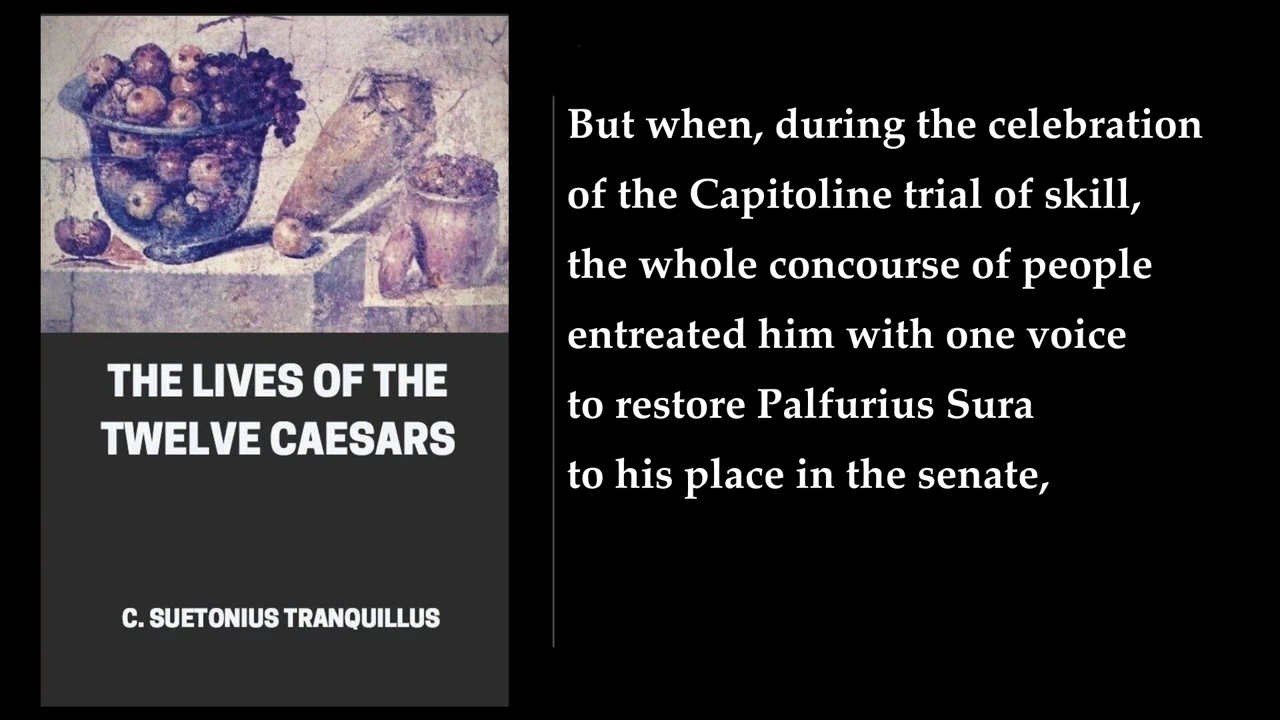 THE LIVES OF THE
TWELVE CAESARS
C. SUETONIUS TRANQUILLUS
But when, during the celebration
of the Capitoline trial of skill,
the whole concourse of people
entreated him with one voice
to restore Palfurius Sura
to his place in the senate,